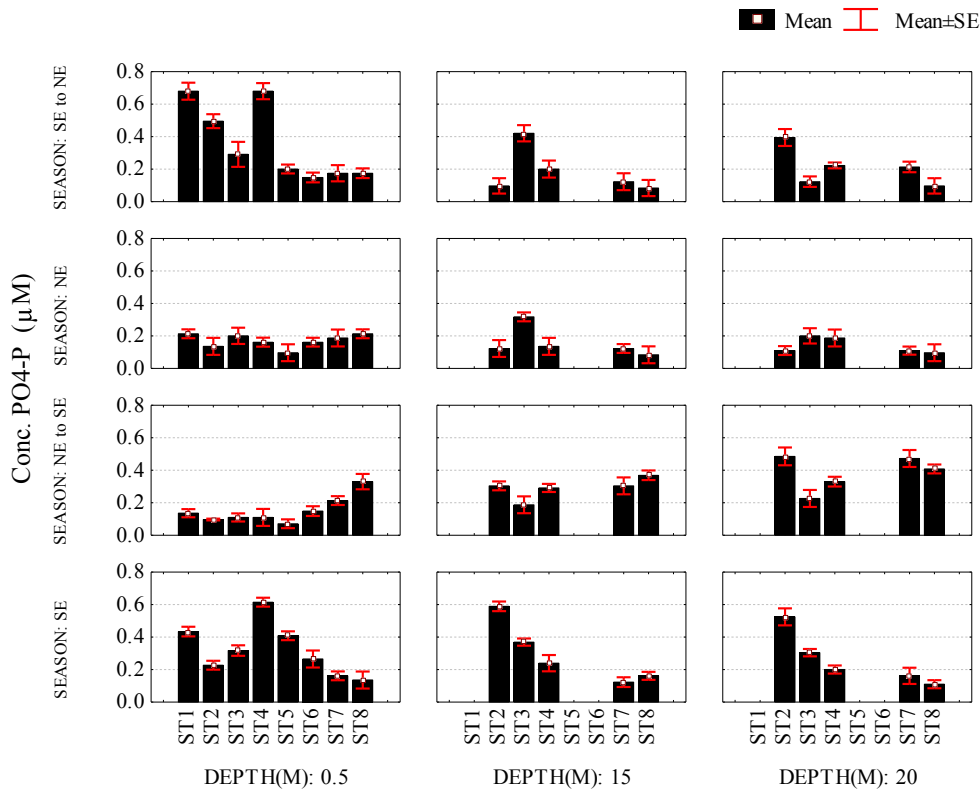 Mean Mean±SE
Conc. PO4-P (µM)
SEASON: SE to NE
0.8
0.6
0.4
0.2
0.0
SEASON: NE
0.8
0.6
0.4
0.2
0.0
SEASON: NE to SE
0.8
0.6
0.4
0.2
0.0
SEASON: SE
0.8
0.6
0.4
0.2
0.0
ST1 ST2 ST3 ST4 ST5 ST6 ST7 ST8
DEPTH(M): 0.5
ST1 ST2 ST3 ST4 ST5 ST6 ST7 ST8
DEPTH(M): 15
ST1 ST2 ST3 ST4 ST5 ST6 ST7 ST8
DEPTH(M): 20